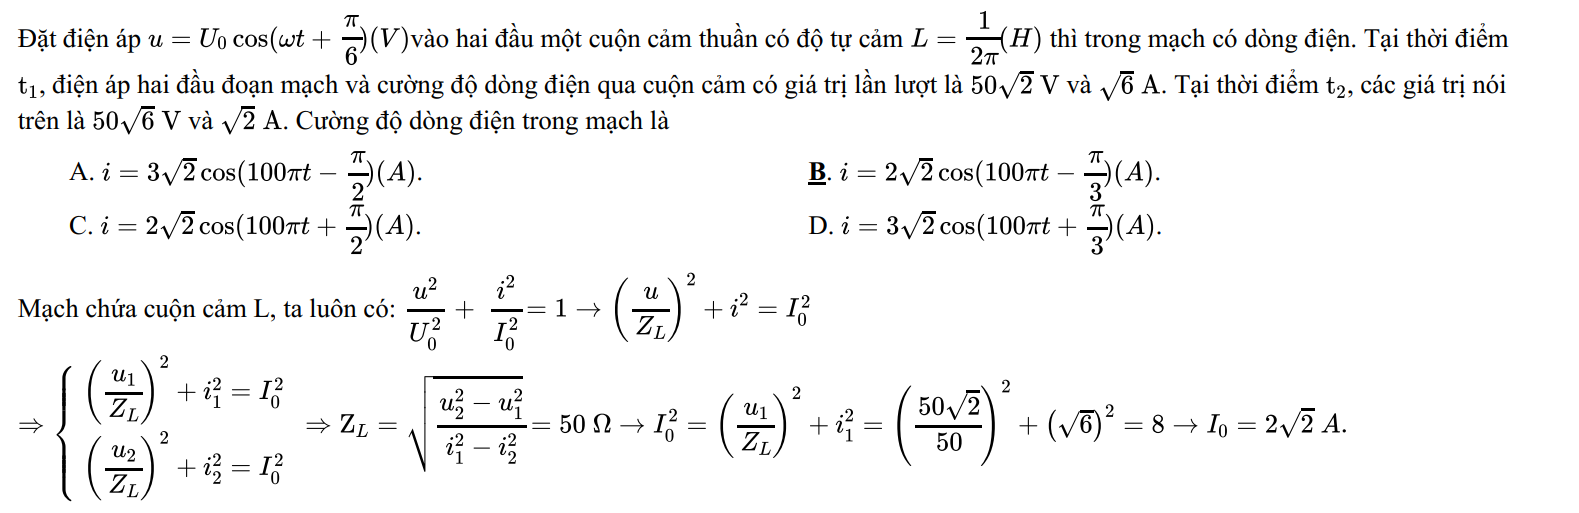 Đặt điện áp $u = U_0 \cos(\omega t + \frac{\pi}{6})(V)$vào hai đầu một cuộn cảm thuần có độ tự cảm $L = \frac{1}{2\pi}(H)$ thì trong mạch có dòng điện. Tại thời điểm
t₁, điện áp hai đầu đoạn mạch và cường độ dòng điện qua cuộn cảm có giá trị lần lượt là $50\sqrt{2}$ V và $\sqrt{6}$ A. Tại thời điểm t₂, các giá trị nói
trên là $50\sqrt{6}$ V và $\sqrt{2}$ A. Cường độ dòng điện trong mạch là
A. $i = 3\sqrt{2}\cos(100\pi t - \frac{\pi}{2})(A).$ B. $i = 2\sqrt{2}\cos(100\pi t - \frac{\pi}{3})(A).$
C. $i = 2\sqrt{2}\cos(100\pi t + \frac{\pi}{2})(A).$ D. $i = 3\sqrt{2}\cos(100\pi t + \frac{\pi}{3})(A).$
Mạch chứa cuộn cảm L, ta luôn có: $\frac{u^2}{U_0^2} + \frac{i^2}{I_0^2} = 1 \rightarrow \left(\frac{u}{Z_L}\right)^2 + i^2 = I_0^2$
$\Rightarrow \begin{cases} \left(\frac{u_1}{Z_L}\right)^2 + i_1^2 = I_0^2 \\ \left(\frac{u_2}{Z_L}\right)^2 + i_2^2 = I_0^2 \end{cases} \Rightarrow Z_L = \sqrt{\frac{u_2^2 - u_1^2}{i_1^2 - i_2^2}} = 50\ \Omega \rightarrow I_0^2 = \left(\frac{u_1}{Z_L}\right)^2 + i_1^2 = \left(\frac{50\sqrt{2}}{50}\right)^2 + (\sqrt{6})^2 = 8 \rightarrow I_0 = 2\sqrt{2}\ A.$